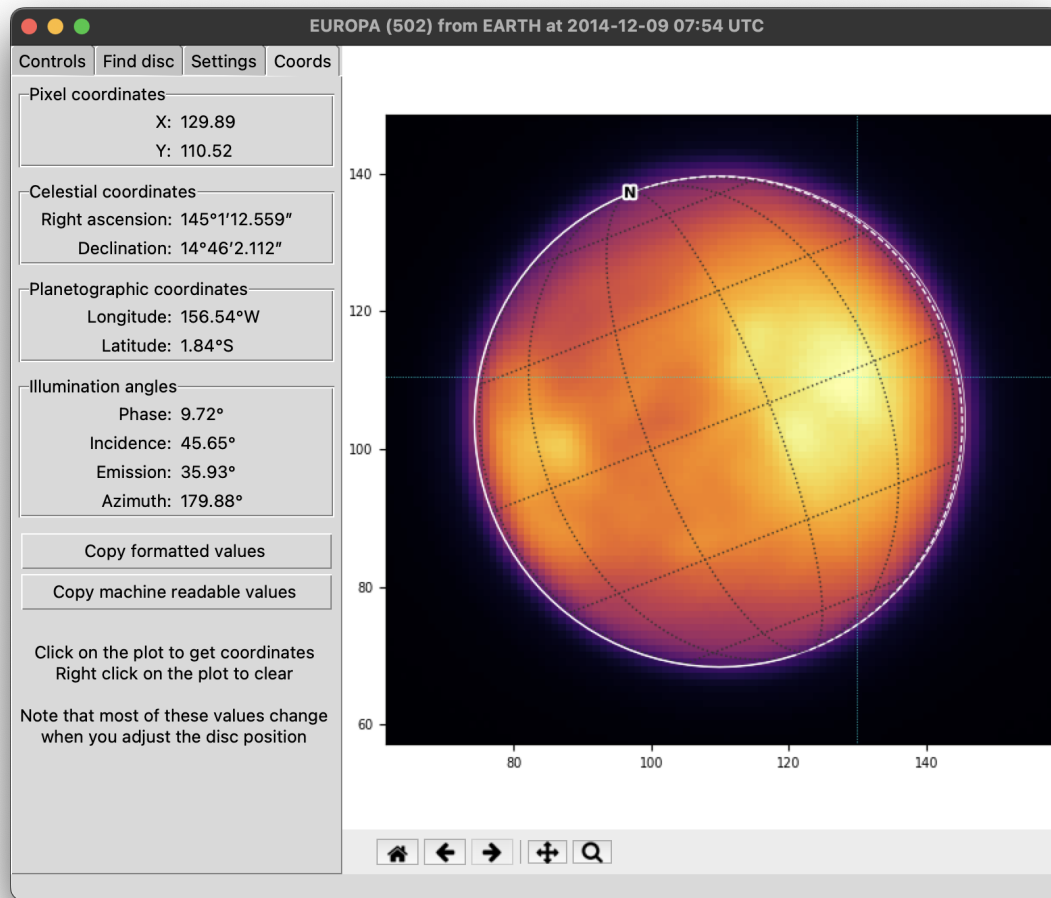 EUROPA (502) from EARTH at 2014-12-09 07:54 UTC
Controls Find disc Settings Coords
Pixel coordinates
X: 129.89
Y: 110.52
Celestial coordinates
Right ascension: 145°1′12.559″
Declination: 14°46′2.112″
Planetographic coordinates
Longitude: 156.54°W
Latitude: 1.84°S
Illumination angles
Phase: 9.72°
Incidence: 45.65°
Emission: 35.93°
Azimuth: 179.88°
Copy formatted values
Copy machine readable values
Click on the plot to get coordinates
Right click on the plot to clear
Note that most of these values change
when you adjust the disc position
N
140
120
100
80
60
80 100 120 140